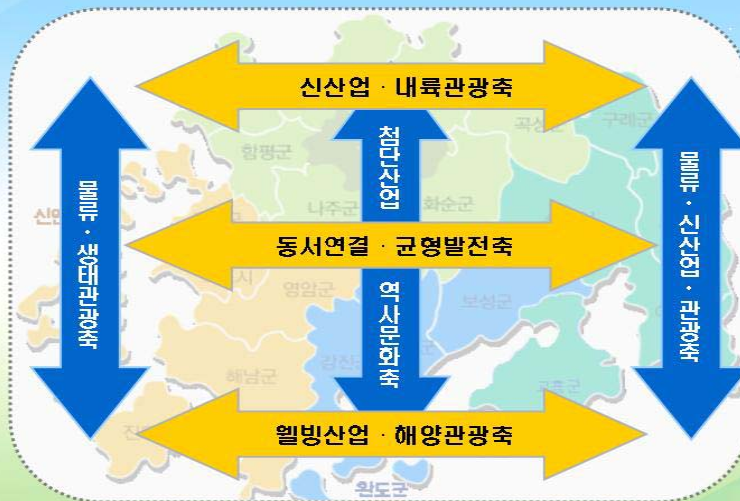 신산업 · 내륙관광축
곡성군
구례군
함평군
첨단산업
나주군
화순군
물류 · 생태관광축
물류 · 신산업 · 관광축
동서연결 · 균형발전축
시
영암군
보성군
역사문화축
해남군
고흥군
웰빙산업 · 해양관광축
완도군